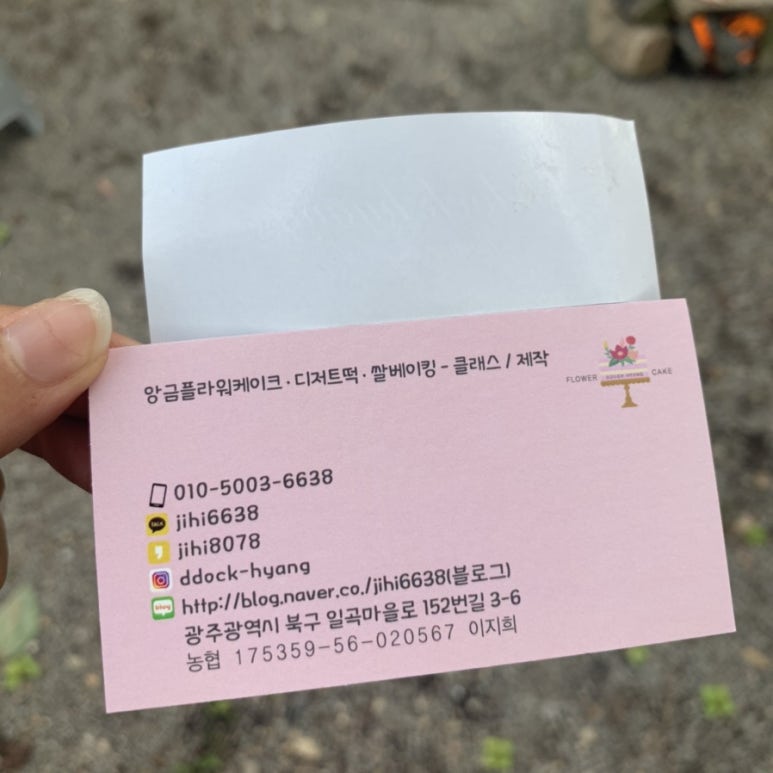 앙금플라워케이크 · 디저트떡 · 쌀베이킹 - 클래스 / 제작
FLOWER CAKE
010-5003-6638
TALK jihi6638
jihi8078
ddock-hyang
blog http://blog.naver.co./jihi6638(블로그)
광주광역시 북구 일곡마을로 152번길 3-6
농협 175359-56-020567 이지희